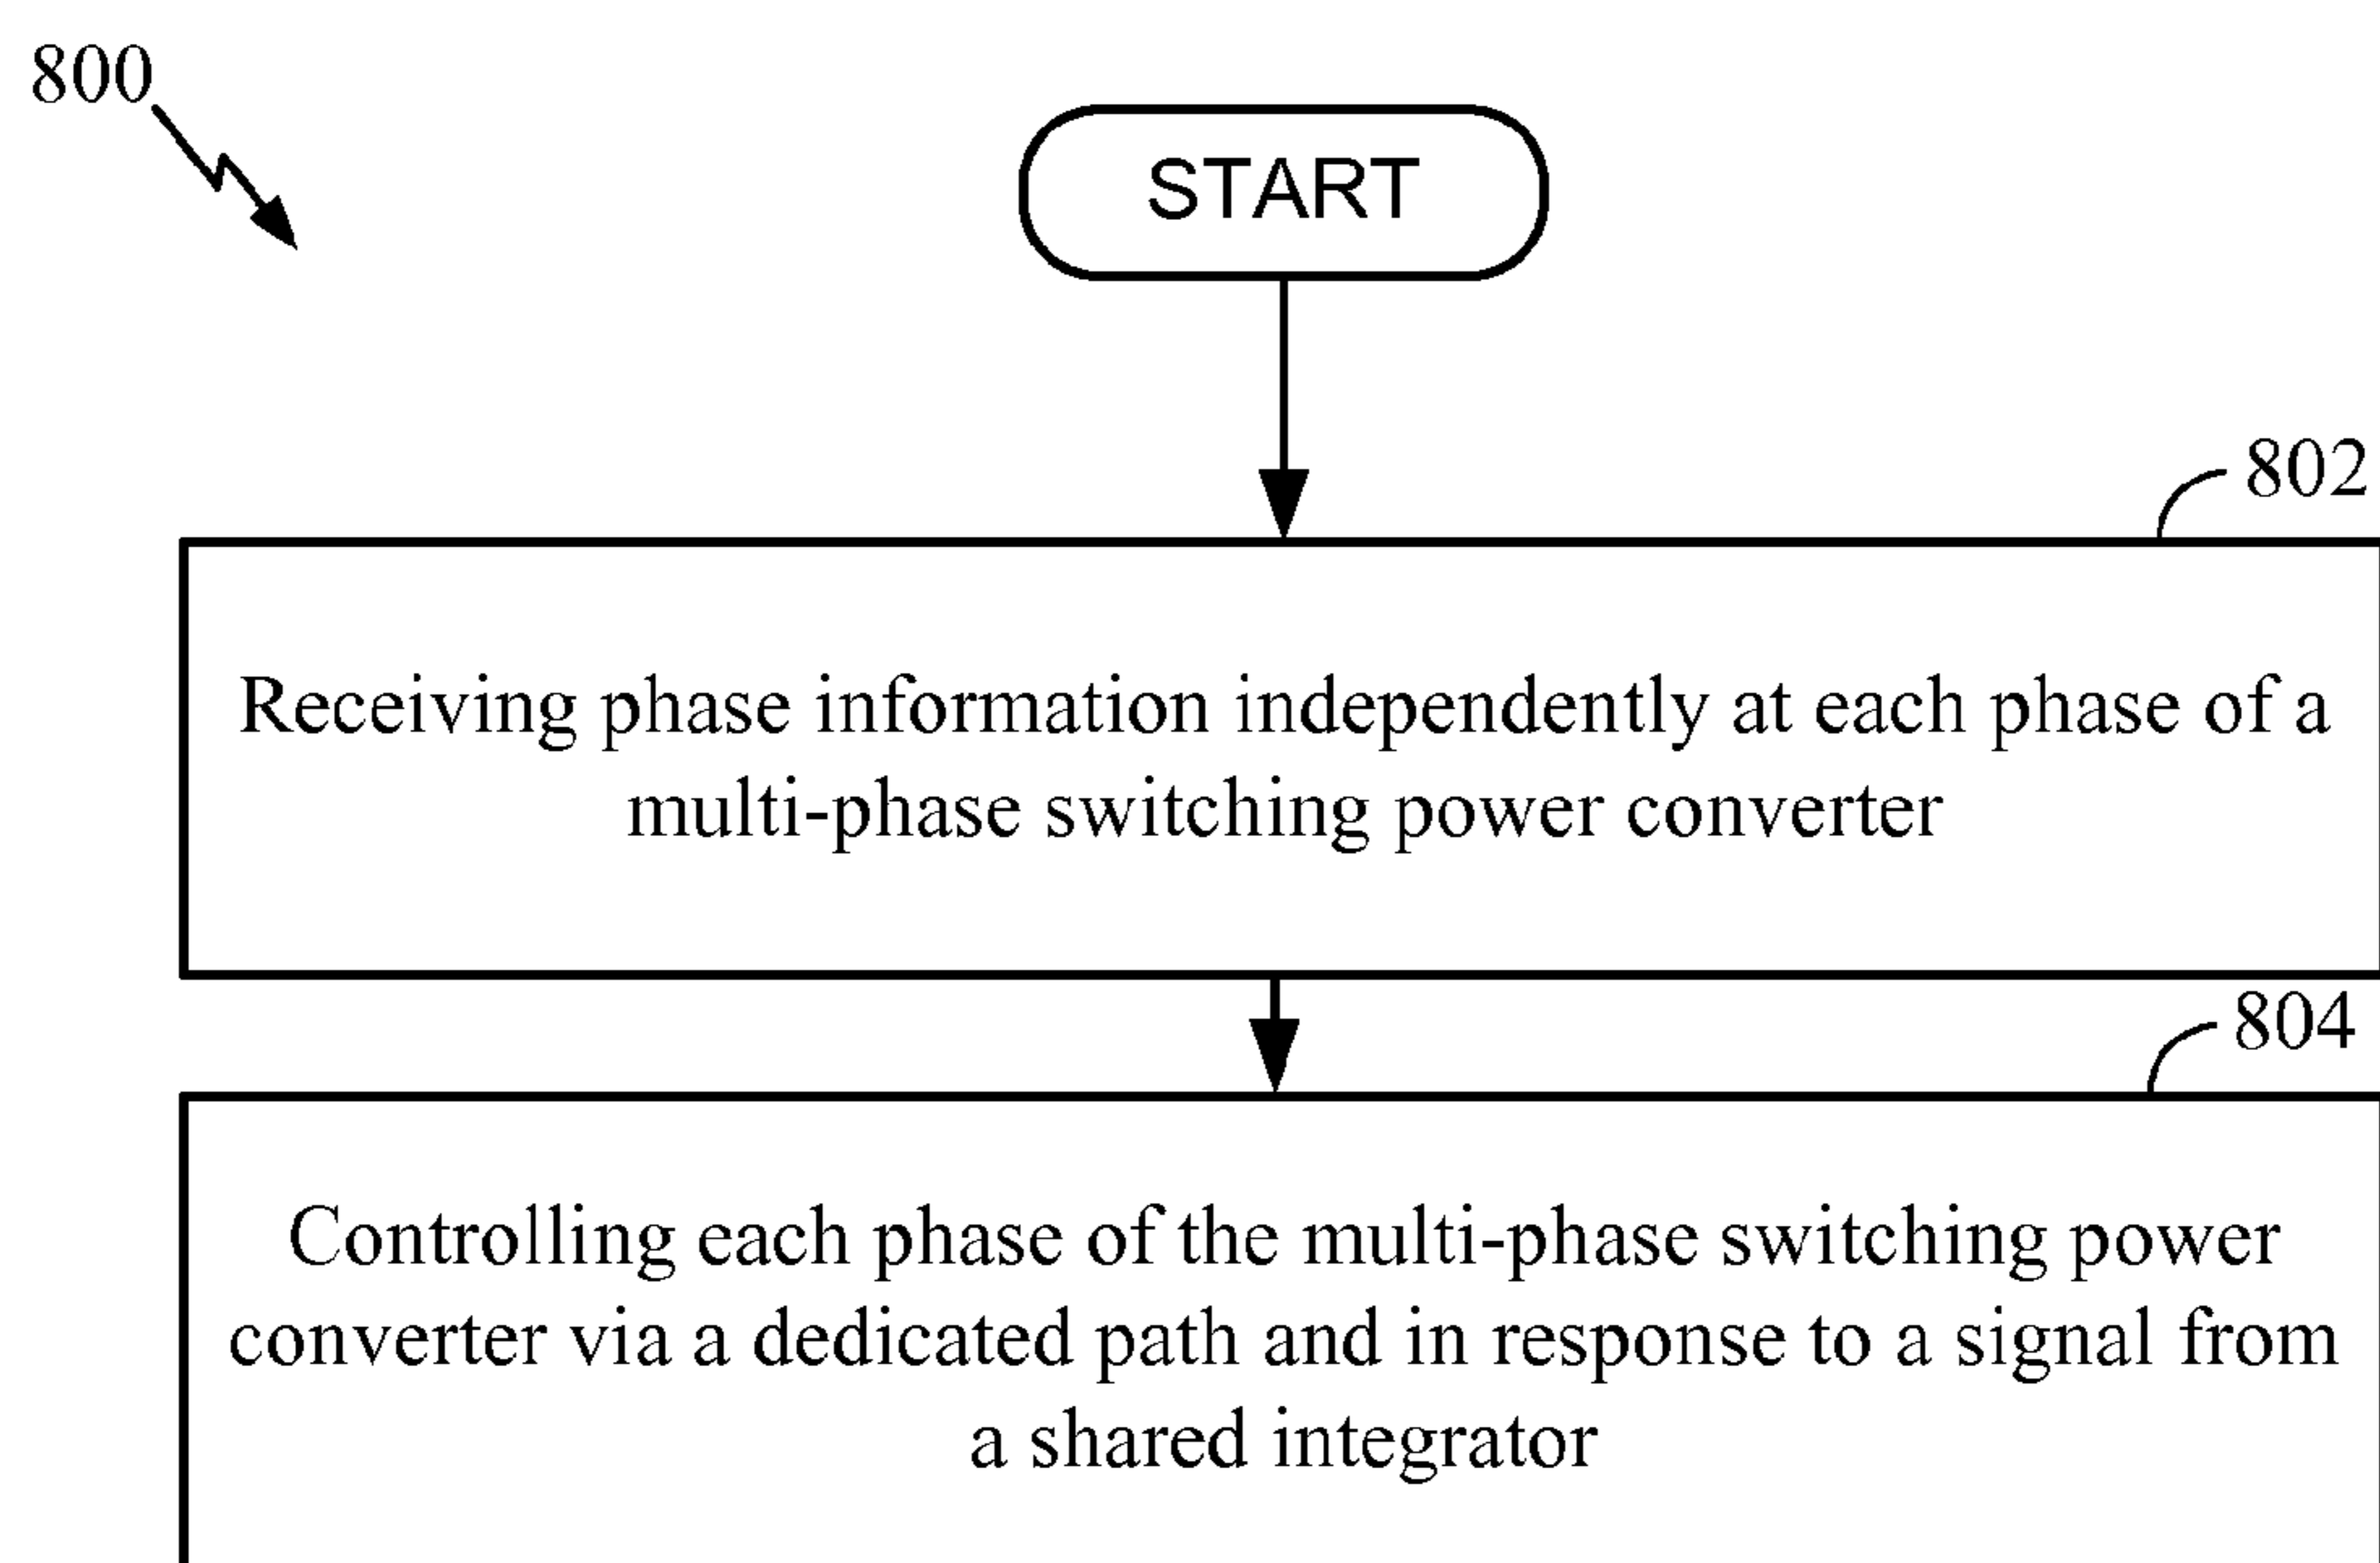 800
START
802
Receiving phase information independently at each phase of a
multi-phase switching power converter
804
Controlling each phase of the multi-phase switching power
converter via a dedicated path and in response to a signal from
a shared integrator